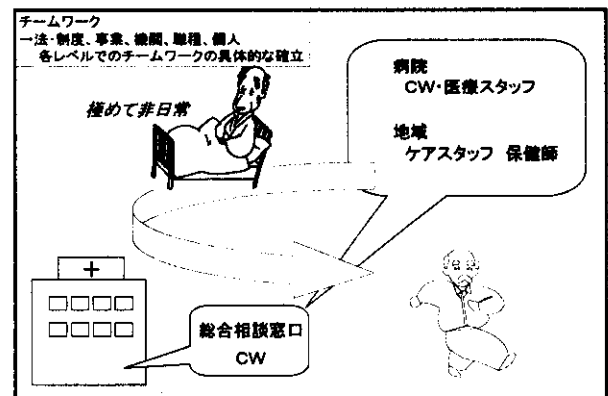 チームワーク
→法・制度、事業、機関、職種、個人
各レベルでのチームワークの具体的な確立
極めて非日常
病院
CW・医療スタッフ
地域
ケアスタッフ 保健師
総合相談窓口
CW